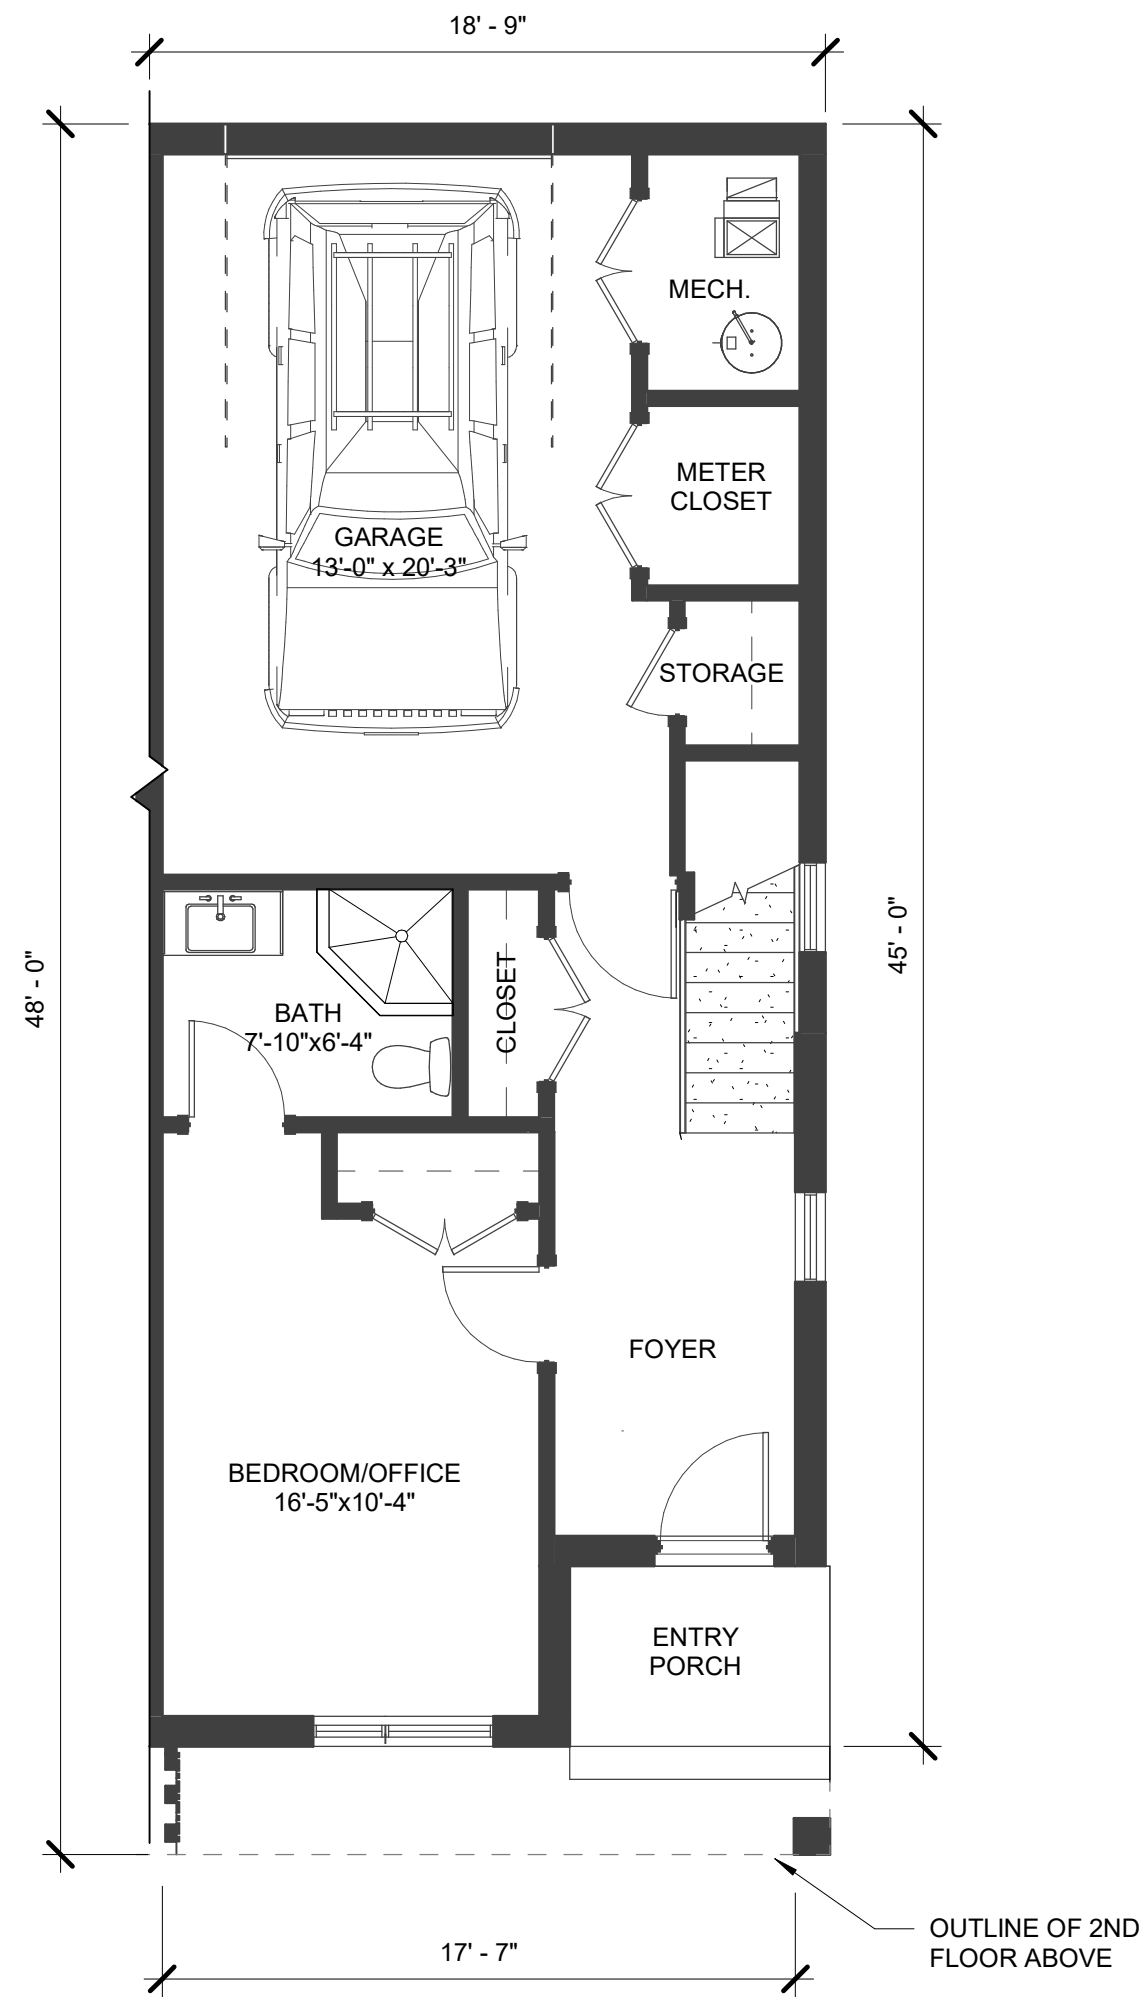 18' - 9"
MECH.
METER
CLOSET
GARAGE
13'-0" x 20'-3"
STORAGE
48' - 0"
45' - 0"
CLOSET
BATH
7'-10"x6'-4"
FOYER
BEDROOM/OFFICE
16'-5"x10'-4"
ENTRY
PORCH
OUTLINE OF 2ND
FLOOR ABOVE
17' - 7"